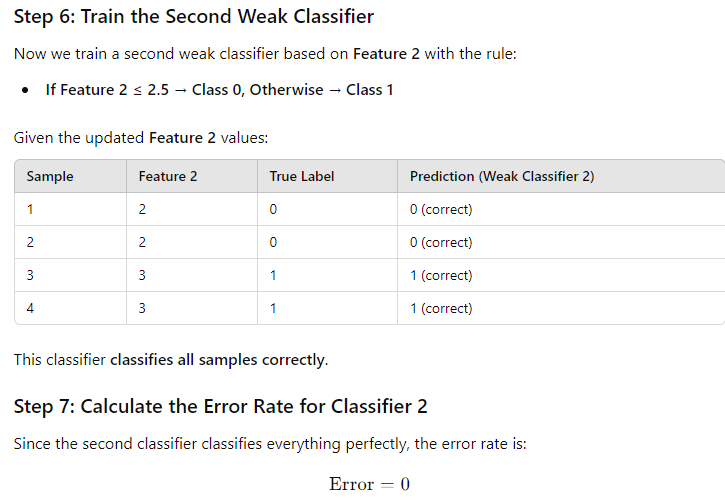 Step 6: Train the Second Weak Classifier
Now we train a second weak classifier based on Feature 2 with the rule:
• If Feature 2 ≤ 2.5 → Class 0, Otherwise → Class 1
Given the updated Feature 2 values:
Sample Feature 2 True Label Prediction (Weak Classifier 2)
1 2 0 0 (correct)
2 2 0 0 (correct)
3 3 1 1 (correct)
4 3 1 1 (correct)
This classifier classifies all samples correctly.
Step 7: Calculate the Error Rate for Classifier 2
Since the second classifier classifies everything perfectly, the error rate is:
Error = 0